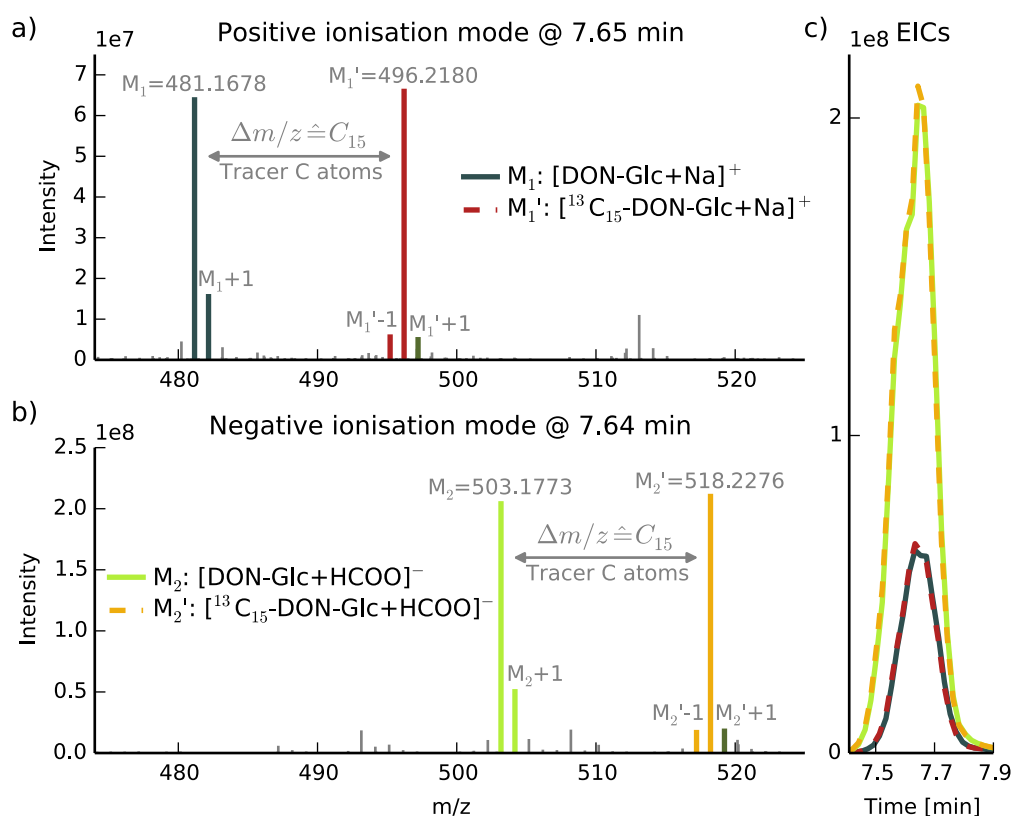 a)
1e7
Positive ionisation mode @ 7.65 min
M₁=481.1678
M₁'=496.2180
Δm/z ≙ C₁₅
Tracer C atoms
M₁: [DON-Glc+Na]⁺
M₁': [¹³C₁₅-DON-Glc+Na]⁺
M₁+1
M₁'-1
M₁'+1
Intensity
7
6
5
4
3
2
1
0
480
490
500
510
520
b)
1e8
Negative ionisation mode @ 7.64 min
M₂=503.1773
M₂'=518.2276
Δm/z ≙ C₁₅
Tracer C atoms
M₂: [DON-Glc+HCOO]⁻
M₂': [¹³C₁₅-DON-Glc+HCOO]⁻
M₂+1
M₂'-1
M₂'+1
Intensity
2.5
2.0
1.5
1.0
0.5
0.0
480
490
500
510
520
m/z
c)
EICs
1e8
2
1
0
7.5
7.7
7.9
Time [min]